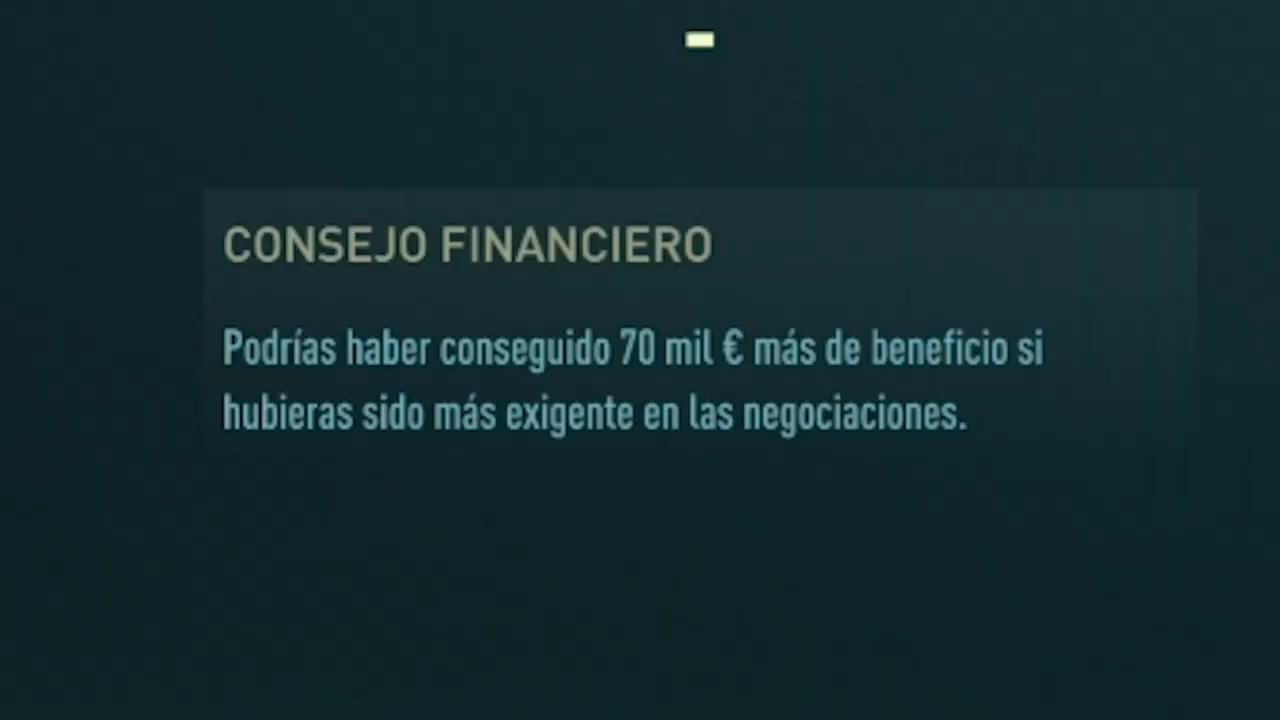 CONSEJO FINANCIERO
Podrías haber conseguido 70 mil € más de beneficio si
hubieras sido más exigente en las negociaciones.